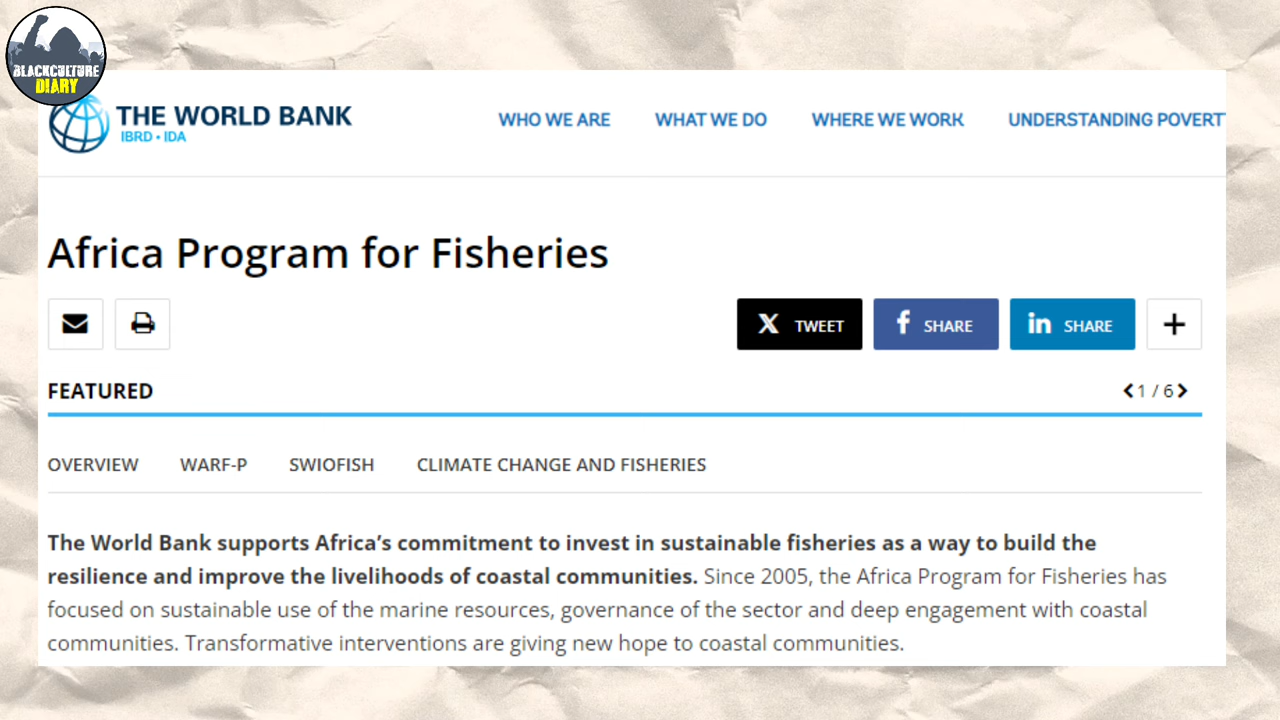 BLACKCULTURE
DIARY
THE WORLD BANK
IBRD • IDA
WHO WE ARE
WHAT WE DO
WHERE WE WORK
UNDERSTANDING POVERT
Africa Program for Fisheries
X TWEET
f SHARE
in SHARE
+
FEATURED
1 / 6
OVERVIEW
WARF-P
SWIOFISH
CLIMATE CHANGE AND FISHERIES
The World Bank supports Africa’s commitment to invest in sustainable fisheries as a way to build the
resilience and improve the livelihoods of coastal communities. Since 2005, the Africa Program for Fisheries has
focused on sustainable use of the marine resources, governance of the sector and deep engagement with coastal
communities. Transformative interventions are giving new hope to coastal communities.